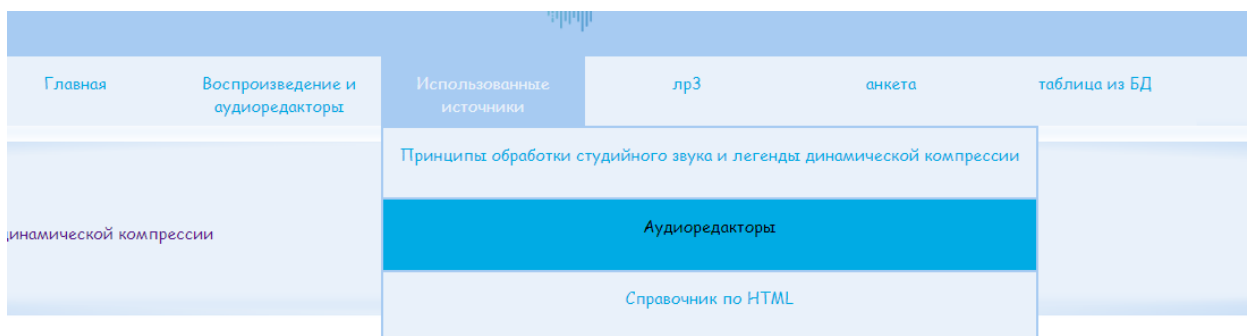 Главная
Воспроизведение и
аудиоредакторы
Использованные
источники
лр3
анкета
таблица из БД
Принципы обработки студийного звука и легенды динамической компрессии
Аудиоредакторы
динамической компрессии
Справочник по HTML